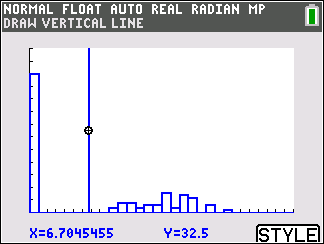 NORMAL FLOAT AUTO REAL RADIAN MP
DRAW VERTICAL LINE
X=6.7045455 Y=32.5
STYLE